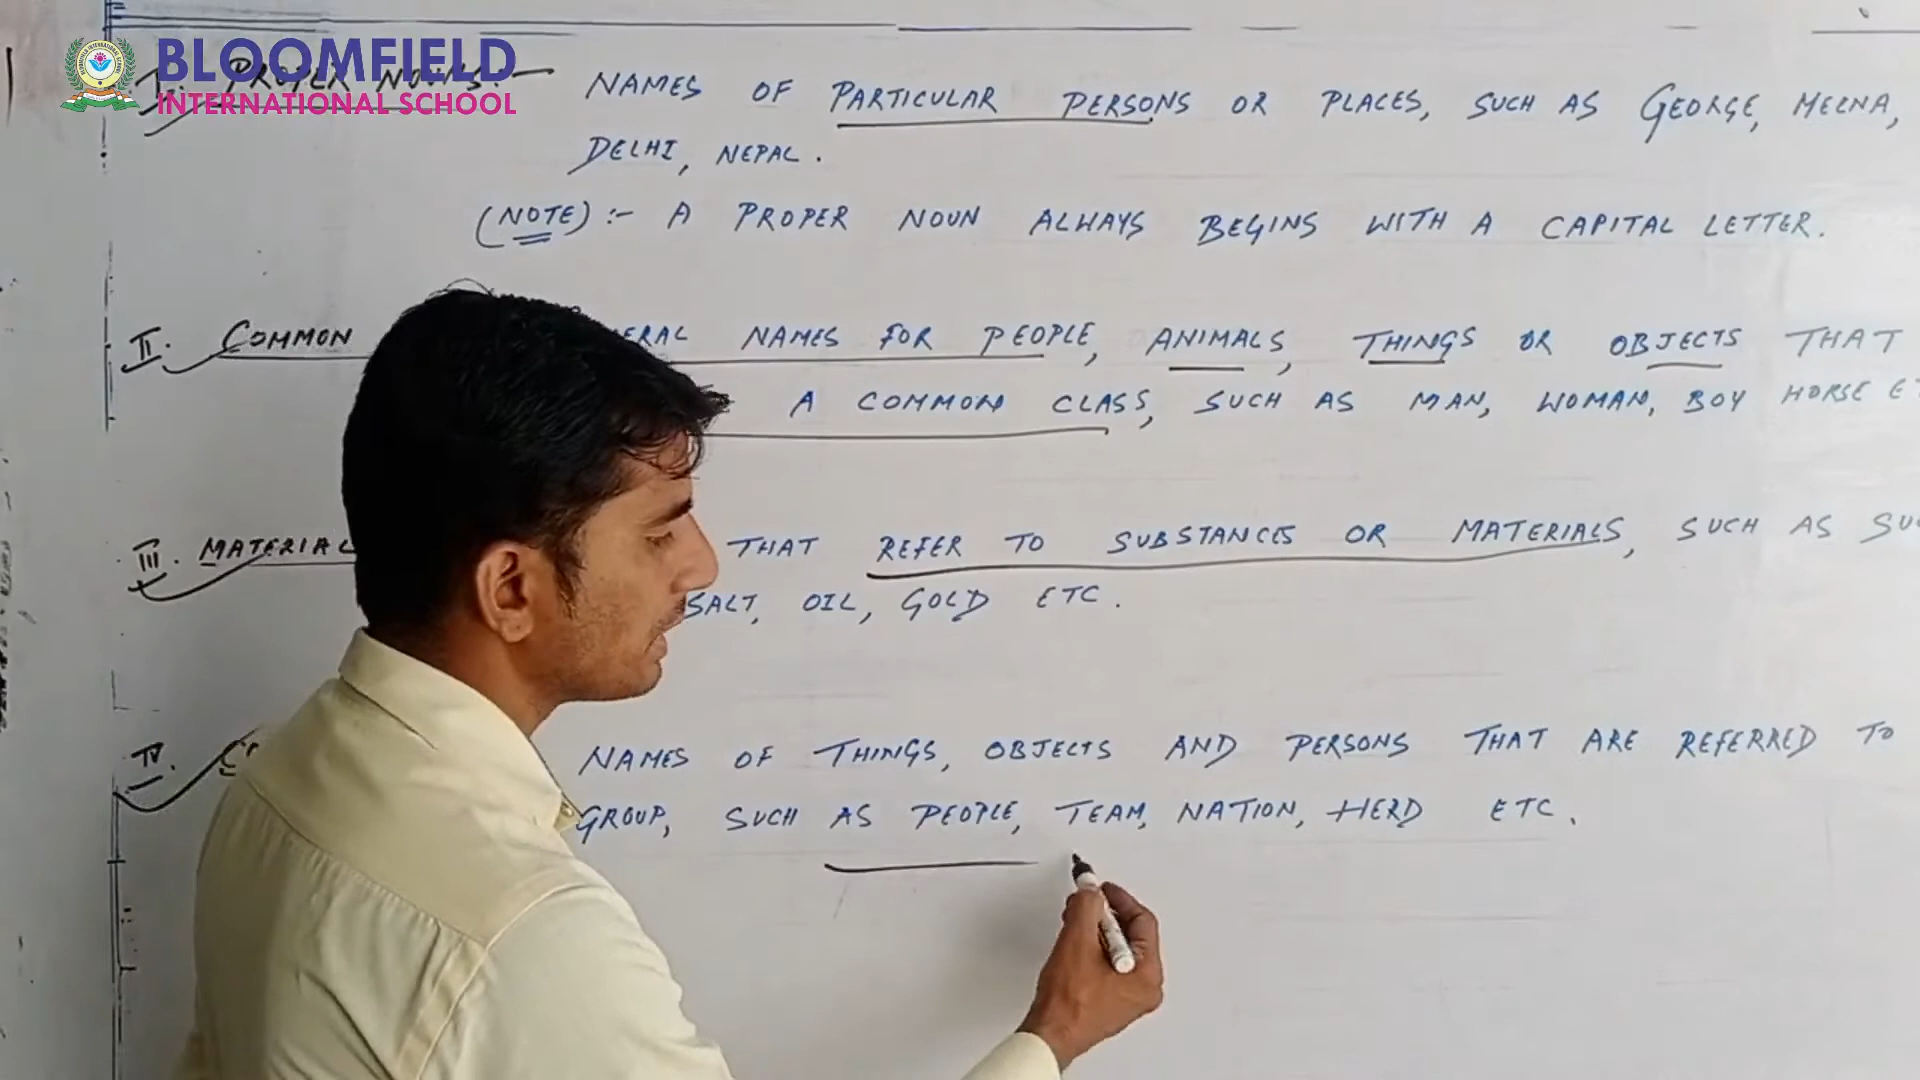 BLOOMFIELD
INTERNATIONAL SCHOOL
I. PROPER NOUNS:- NAMES OF PARTICULAR PERSONS OR PLACES, SUCH AS GEORGE, MEENA,
DELHI, NEPAL.
(NOTE):- A PROPER NOUN ALWAYS BEGINS WITH A CAPITAL LETTER.
II. COMMON NAMES FOR PEOPLE, ANIMALS, THINGS OR OBJECTS THAT
A COMMON CLASS, SUCH AS MAN, WOMAN, BOY HORSE
III. MATERIAL THAT REFER TO SUBSTANCES OR MATERIALS, SUCH AS
SALT, OIL, GOLD ETC.
IV. NAMES OF THINGS, OBJECTS AND PERSONS THAT ARE REFERRED TO
GROUP, SUCH AS PEOPLE, TEAM, NATION, HERD ETC.